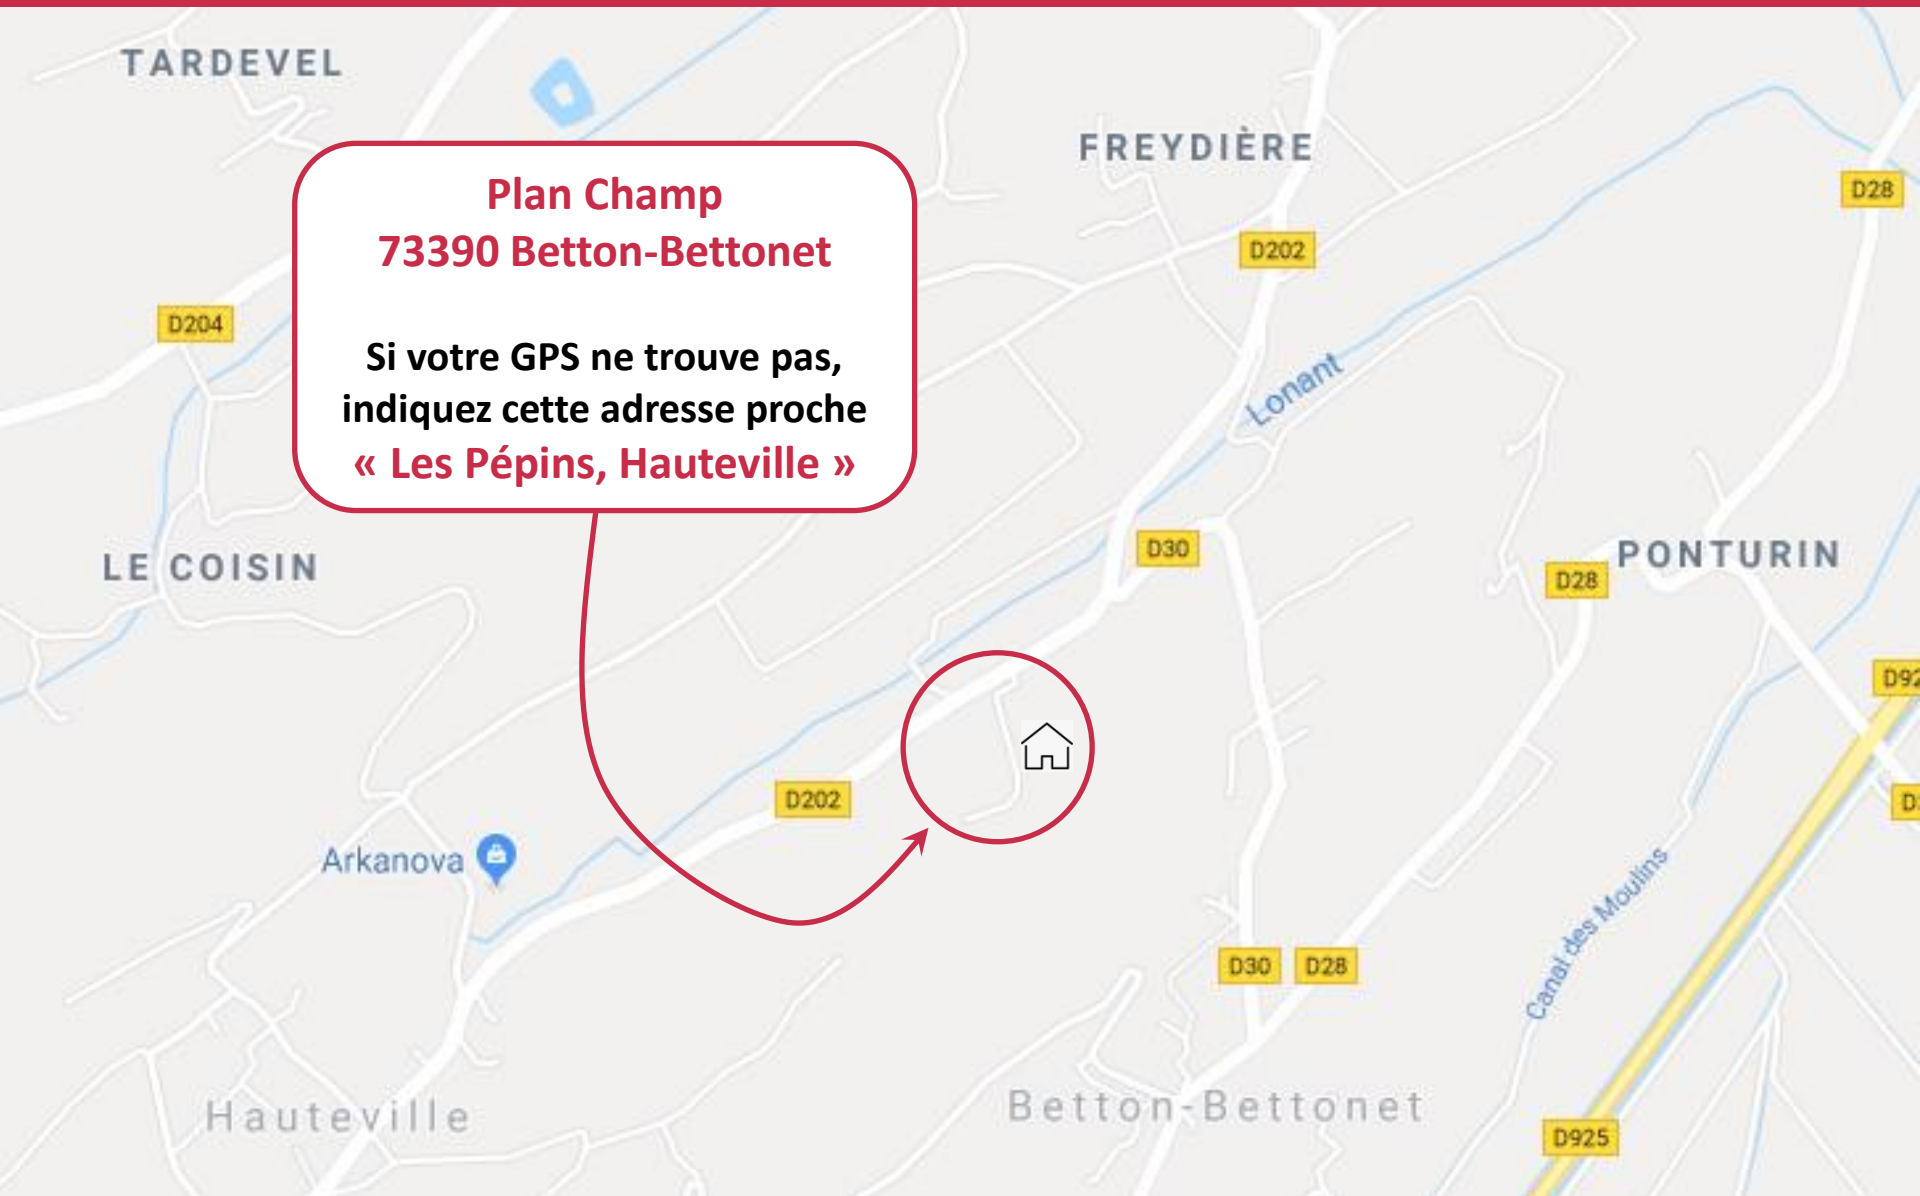 TARDEVEL
FREYDIÈRE
D28
Plan Champ
73390 Betton-Bettonet
D202
D204
Si votre GPS ne trouve pas,
indiquez cette adresse proche
« Les Pépins, Hauteville »
Lonant
LE COISIN
D30
D28
PONTURIN
D92
D202
D
Arkanova
Canal des Moulins
D30
D28
Hauteville
Betton-Bettonet
D925